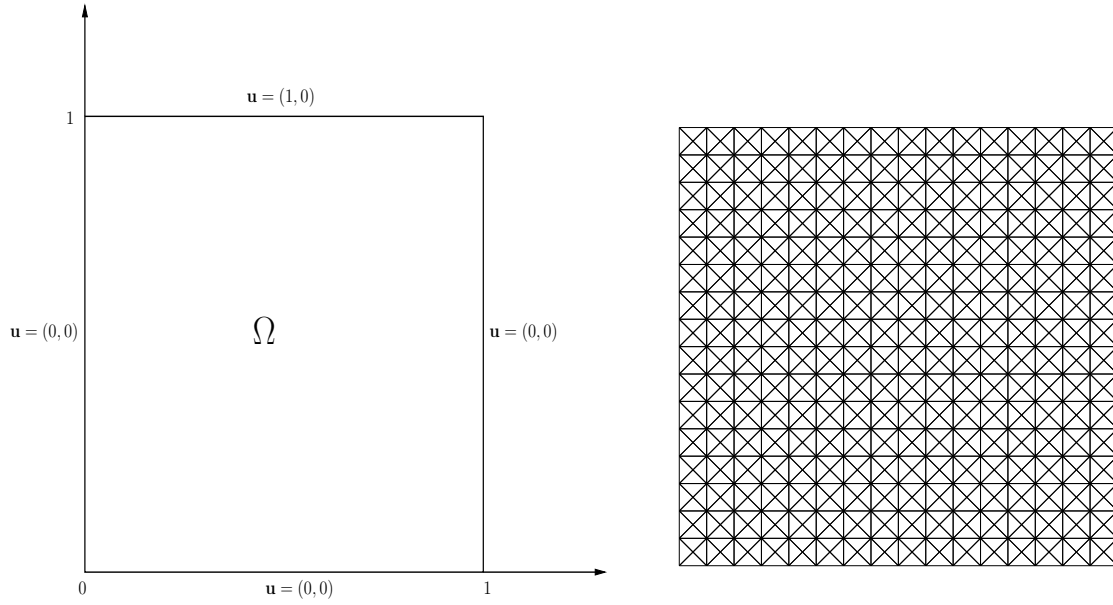 u = (1, 0)
1
u = (0, 0)
Ω
u = (0, 0)
0
u = (0, 0)
1